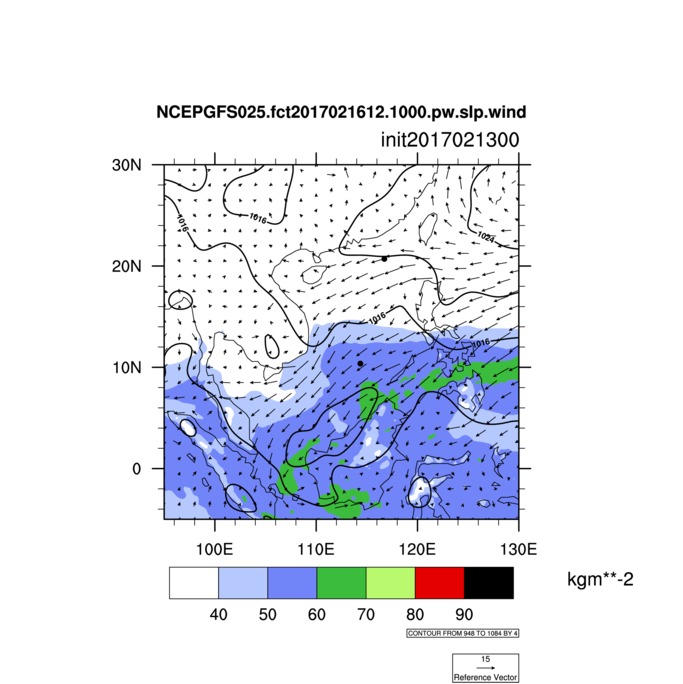 NCEPGFS025.fct2017021612.1000.pw.slp.wind
init2017021300
30N
20N
10N
0
1016
1016
1024
1016
1016
100E 110E 120E 130E
40 50 60 70 80 90
kgm**-2
CONTOUR FROM 948 TO 1084 BY 4
15
Reference Vector